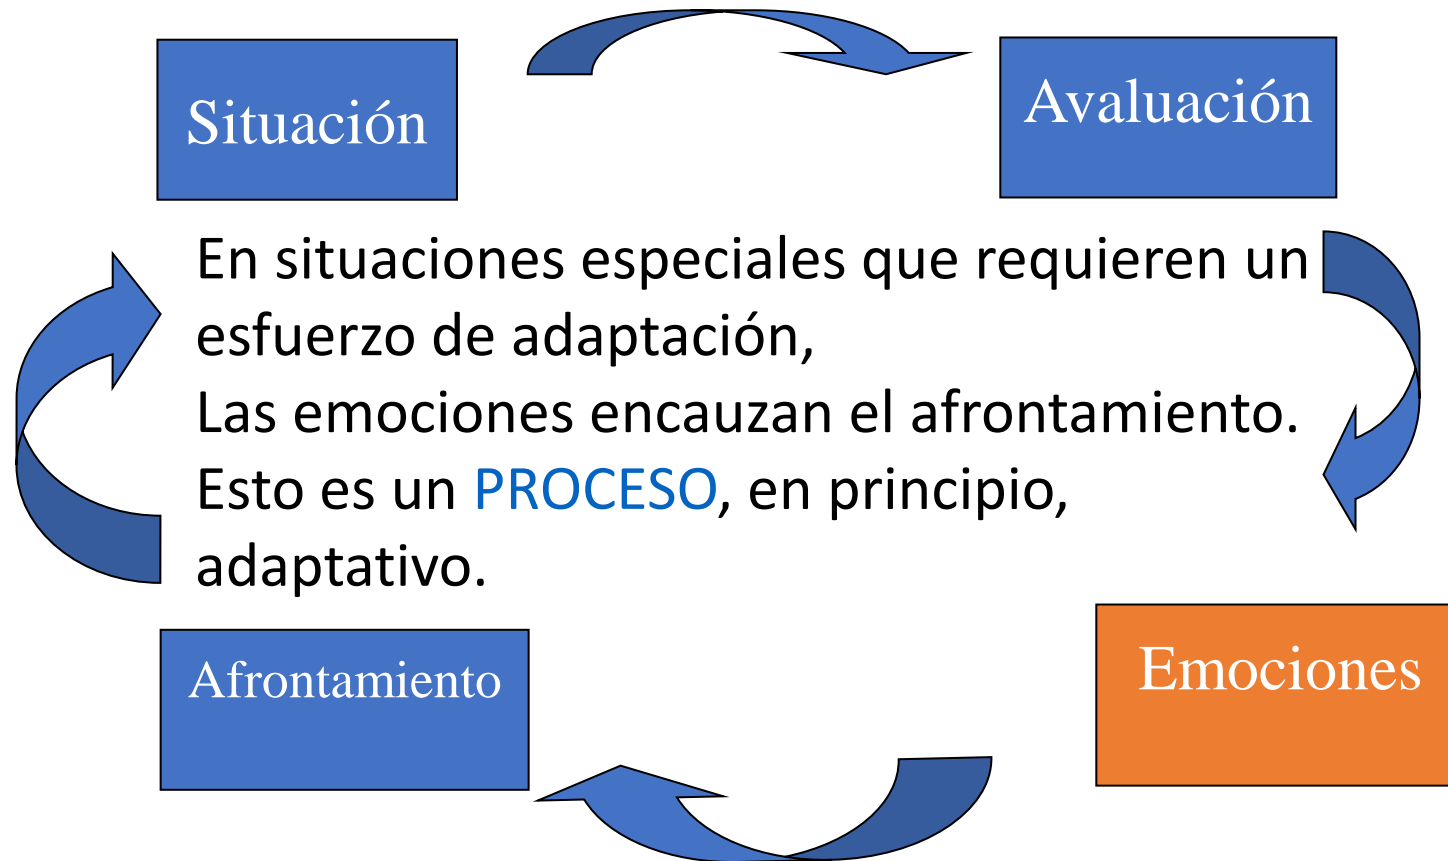 Situación
Avaluación
En situaciones especiales que requieren un
esfuerzo de adaptación,
Las emociones encauzan el afrontamiento.
Esto es un PROCESO, en principio,
adaptativo.
Afrontamiento
Emociones